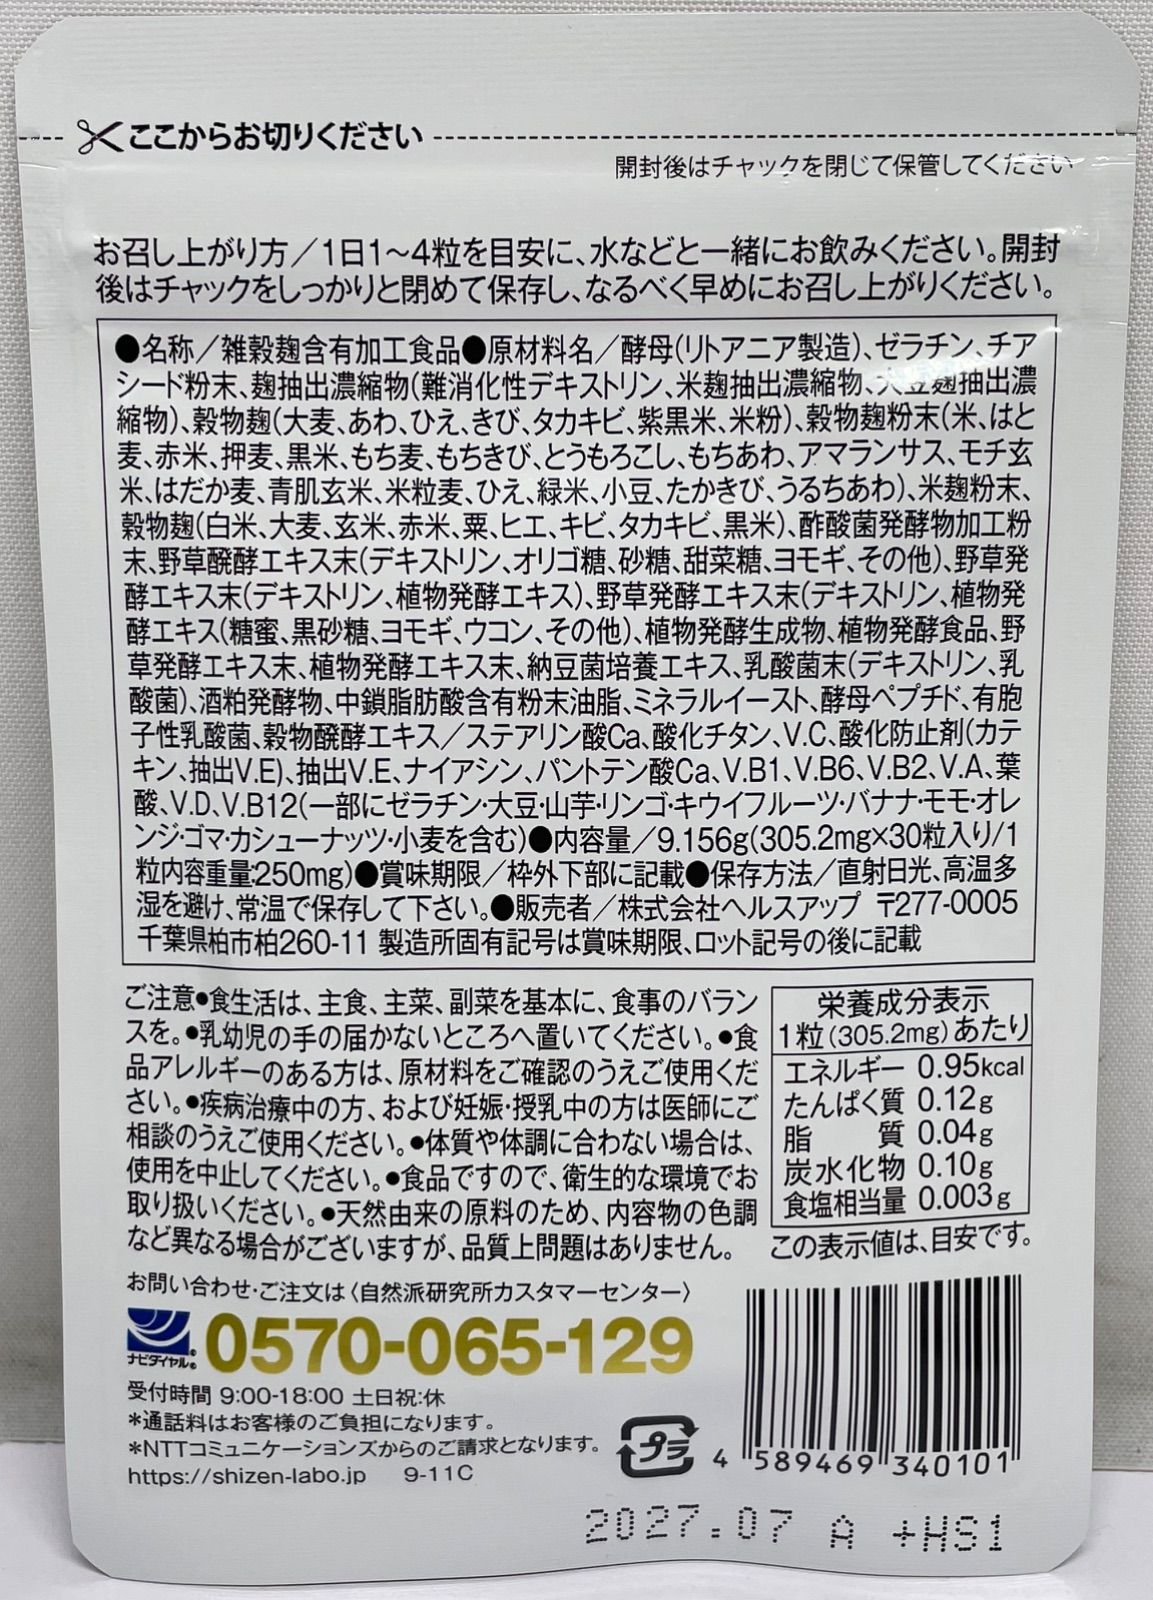 ここからお切りください
開封後はチャックを閉じて保管してください
お召し上がり方／1日1〜4粒を目安に、水などと一緒にお飲みください。開封
後はチャックをしっかりと閉めて保存し、なるべく早めにお召し上がりください。
●名称／雑穀麹含有加工食品●原材料名／酵母(リトアニア製造)、ゼラチン、チア
シード粉末、麹抽出濃縮物(難消化性デキストリン、米麹抽出濃縮物、大豆麹抽出濃
縮物)、穀物麹(大麦、あわ、ひえ、きび、タカキビ、紫黒米、米粉)、穀物麹粉末(米、はと
麦、赤米、押麦、黒米、もち麦、もちきび、とうもろこし、もちあわ、アマランサス、モチ玄
米、はだか麦、青肌玄米、米粒麦、ひえ、緑米、小豆、たかきび、うるちあわ)、米麹粉末、
穀物麹(白米、大麦、玄米、赤米、粟、ヒエ、キビ、タカキビ、黒米)、酢酸菌発酵物加工粉
末、野草醗酵エキス末(デキストリン、オリゴ糖、砂糖、甜菜糖、ヨモギ、その他)、野草発
酵エキス末(デキストリン、植物発酵エキス)、野草発酵エキス末(デキストリン、植物発
酵エキス(糖蜜、黒砂糖、ヨモギ、ウコン、その他)、植物発酵生成物、植物発酵食品、野
草発酵エキス末、植物発酵エキス末、納豆菌培養エキス、乳酸菌末(デキストリン、乳
酸菌)、酒粕発酵物、中鎖脂肪酸含有粉末油脂、ミネラルイースト、酵母ペプチド、有胞
子性乳酸菌、穀物醗酵エキス／ステアリン酸Ca、酸化チタン、V.C、酸化防止剤(カテ
キン、抽出V.E)、抽出V.E、ナイアシン、パントテン酸Ca、V.B1、V.B6、V.B2、V.A、葉
酸、V.D、V.B12(一部にゼラチン・大豆・山芋・リンゴ・キウイフルーツ・バナナ・モモ・オレ
ンジ・ゴマ・カシューナッツ・小麦を含む)●内容量／9.156g(305.2mg×30粒入り/1
粒内容重量:250mg)●賞味期限／枠外下部に記載●保存方法／直射日光、高温多
湿を避け、常温で保存して下さい。●販売者／株式会社ヘルスアップ 〒277-0005
千葉県柏市柏260-11 製造所固有記号は賞味期限、ロット記号の後に記載
ご注意●食生活は、主食、主菜、副菜を基本に、食事のバラン
スを。●乳幼児の手の届かないところへ置いてください。●食
品アレルギーのある方は、原材料をご確認のうえご使用くだ
さい。●疾病治療中の方、および妊娠・授乳中の方は医師にご
相談のうえご使用ください。●体質や体調に合わない場合は、
使用を中止してください。●食品ですので、衛生的な環境でお
取り扱いください。●天然由来の原料のため、内容物の色調
など異なる場合がございますが、品質上問題はありません。
栄養成分表示
1粒(305.2mg)あたり
エネルギー 0.95kcal
たんぱく質 0.12g
脂 質 0.04g
炭水化物 0.10g
食塩相当量 0.003g
この表示値は、目安です。
お問い合わせ・ご注文は〈自然派研究所カスタマーセンター〉
ナビダイヤル® 0570-065-129
受付時間 9:00-18:00 土日祝:休
*通話料はお客様のご負担になります。
*NTTコミュニケーションズからのご請求となります。
https://shizen-labo.jp 9-11C
プラ
4 589469 340101
2027.07 A +HS1